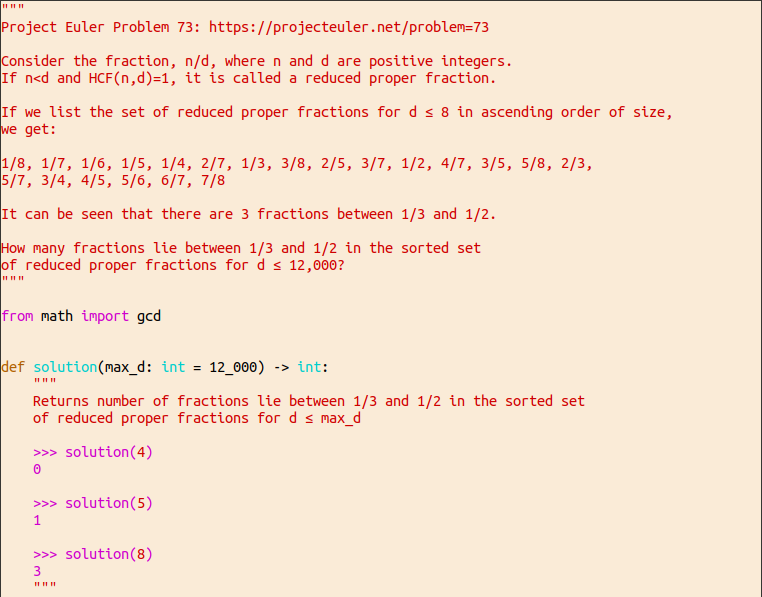 """
Project Euler Problem 73: https://projecteuler.net/problem=73

Consider the fraction, n/d, where n and d are positive integers.
If n<d and HCF(n,d)=1, it is called a reduced proper fraction.

If we list the set of reduced proper fractions for d ≤ 8 in ascending order of size,
we get:

1/8, 1/7, 1/6, 1/5, 1/4, 2/7, 1/3, 3/8, 2/5, 3/7, 1/2, 4/7, 3/5, 5/8, 2/3,
5/7, 3/4, 4/5, 5/6, 6/7, 7/8

It can be seen that there are 3 fractions between 1/3 and 1/2.

How many fractions lie between 1/3 and 1/2 in the sorted set
of reduced proper fractions for d ≤ 12,000?
"""

from math import gcd


def solution(max_d: int = 12_000) -> int:
    """
    Returns number of fractions lie between 1/3 and 1/2 in the sorted set
    of reduced proper fractions for d ≤ max_d

    >>> solution(4)
    0

    >>> solution(5)
    1

    >>> solution(8)
    3
    """